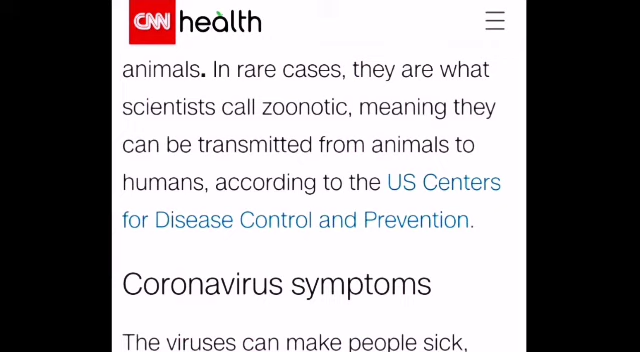 CNN health
animals. In rare cases, they are what
scientists call zoonotic, meaning they
can be transmitted from animals to
humans, according to the US Centers
for Disease Control and Prevention.
Coronavirus symptoms
The viruses can make people sick,